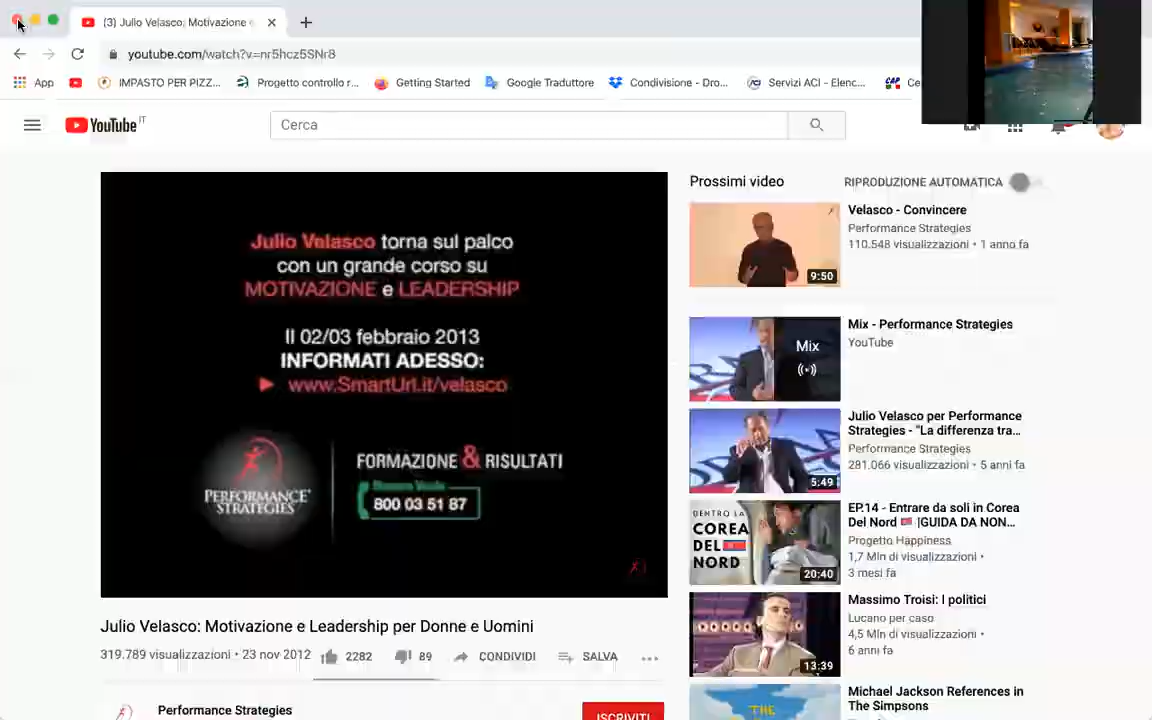 (3) Julio Velasco: Motivazione e
youtube.com/watch?v=nr5hcz5SNr8
App
IMPASTO PER PIZZ...
Progetto controllo r...
Getting Started
Google Traduttore
Condivisione - Dro...
Servizi ACI - Elenc...
Ce
YouTube IT
Cerca
Julio Velasco torna sul palco
con un grande corso su
MOTIVAZIONE e LEADERSHIP
Il 02/03 febbraio 2013
INFORMATI ADESSO:
www.SmartUrl.it/velasco
PERFORMANCE
STRATEGIES
FORMAZIONE & RISULTATI
Numero Verde
800 03 51 87
Julio Velasco: Motivazione e Leadership per Donne e Uomini
319.789 visualizzazioni • 23 nov 2012
2282
89
CONDIVIDI
SALVA
Performance Strategies
ISCRIVITI
Prossimi video
RIPRODUZIONE AUTOMATICA
9:50
Velasco - Convincere
Performance Strategies
110.548 visualizzazioni • 1 anno fa
Mix
Mix - Performance Strategies
YouTube
5:49
Julio Velasco per Performance
Strategies - "La differenza tra...
Performance Strategies
281.066 visualizzazioni • 5 anni fa
DENTRO LA
COREA
DEL
NORD
20:40
EP.14 - Entrare da soli in Corea
Del Nord 🇰🇵 |GUIDA DA NON...
Progetto Happiness
1,7 Mln di visualizzazioni •
3 mesi fa
13:39
Massimo Troisi: I politici
Lucano per caso
4,5 Mln di visualizzazioni •
6 anni fa
THE
Michael Jackson References in
The Simpsons